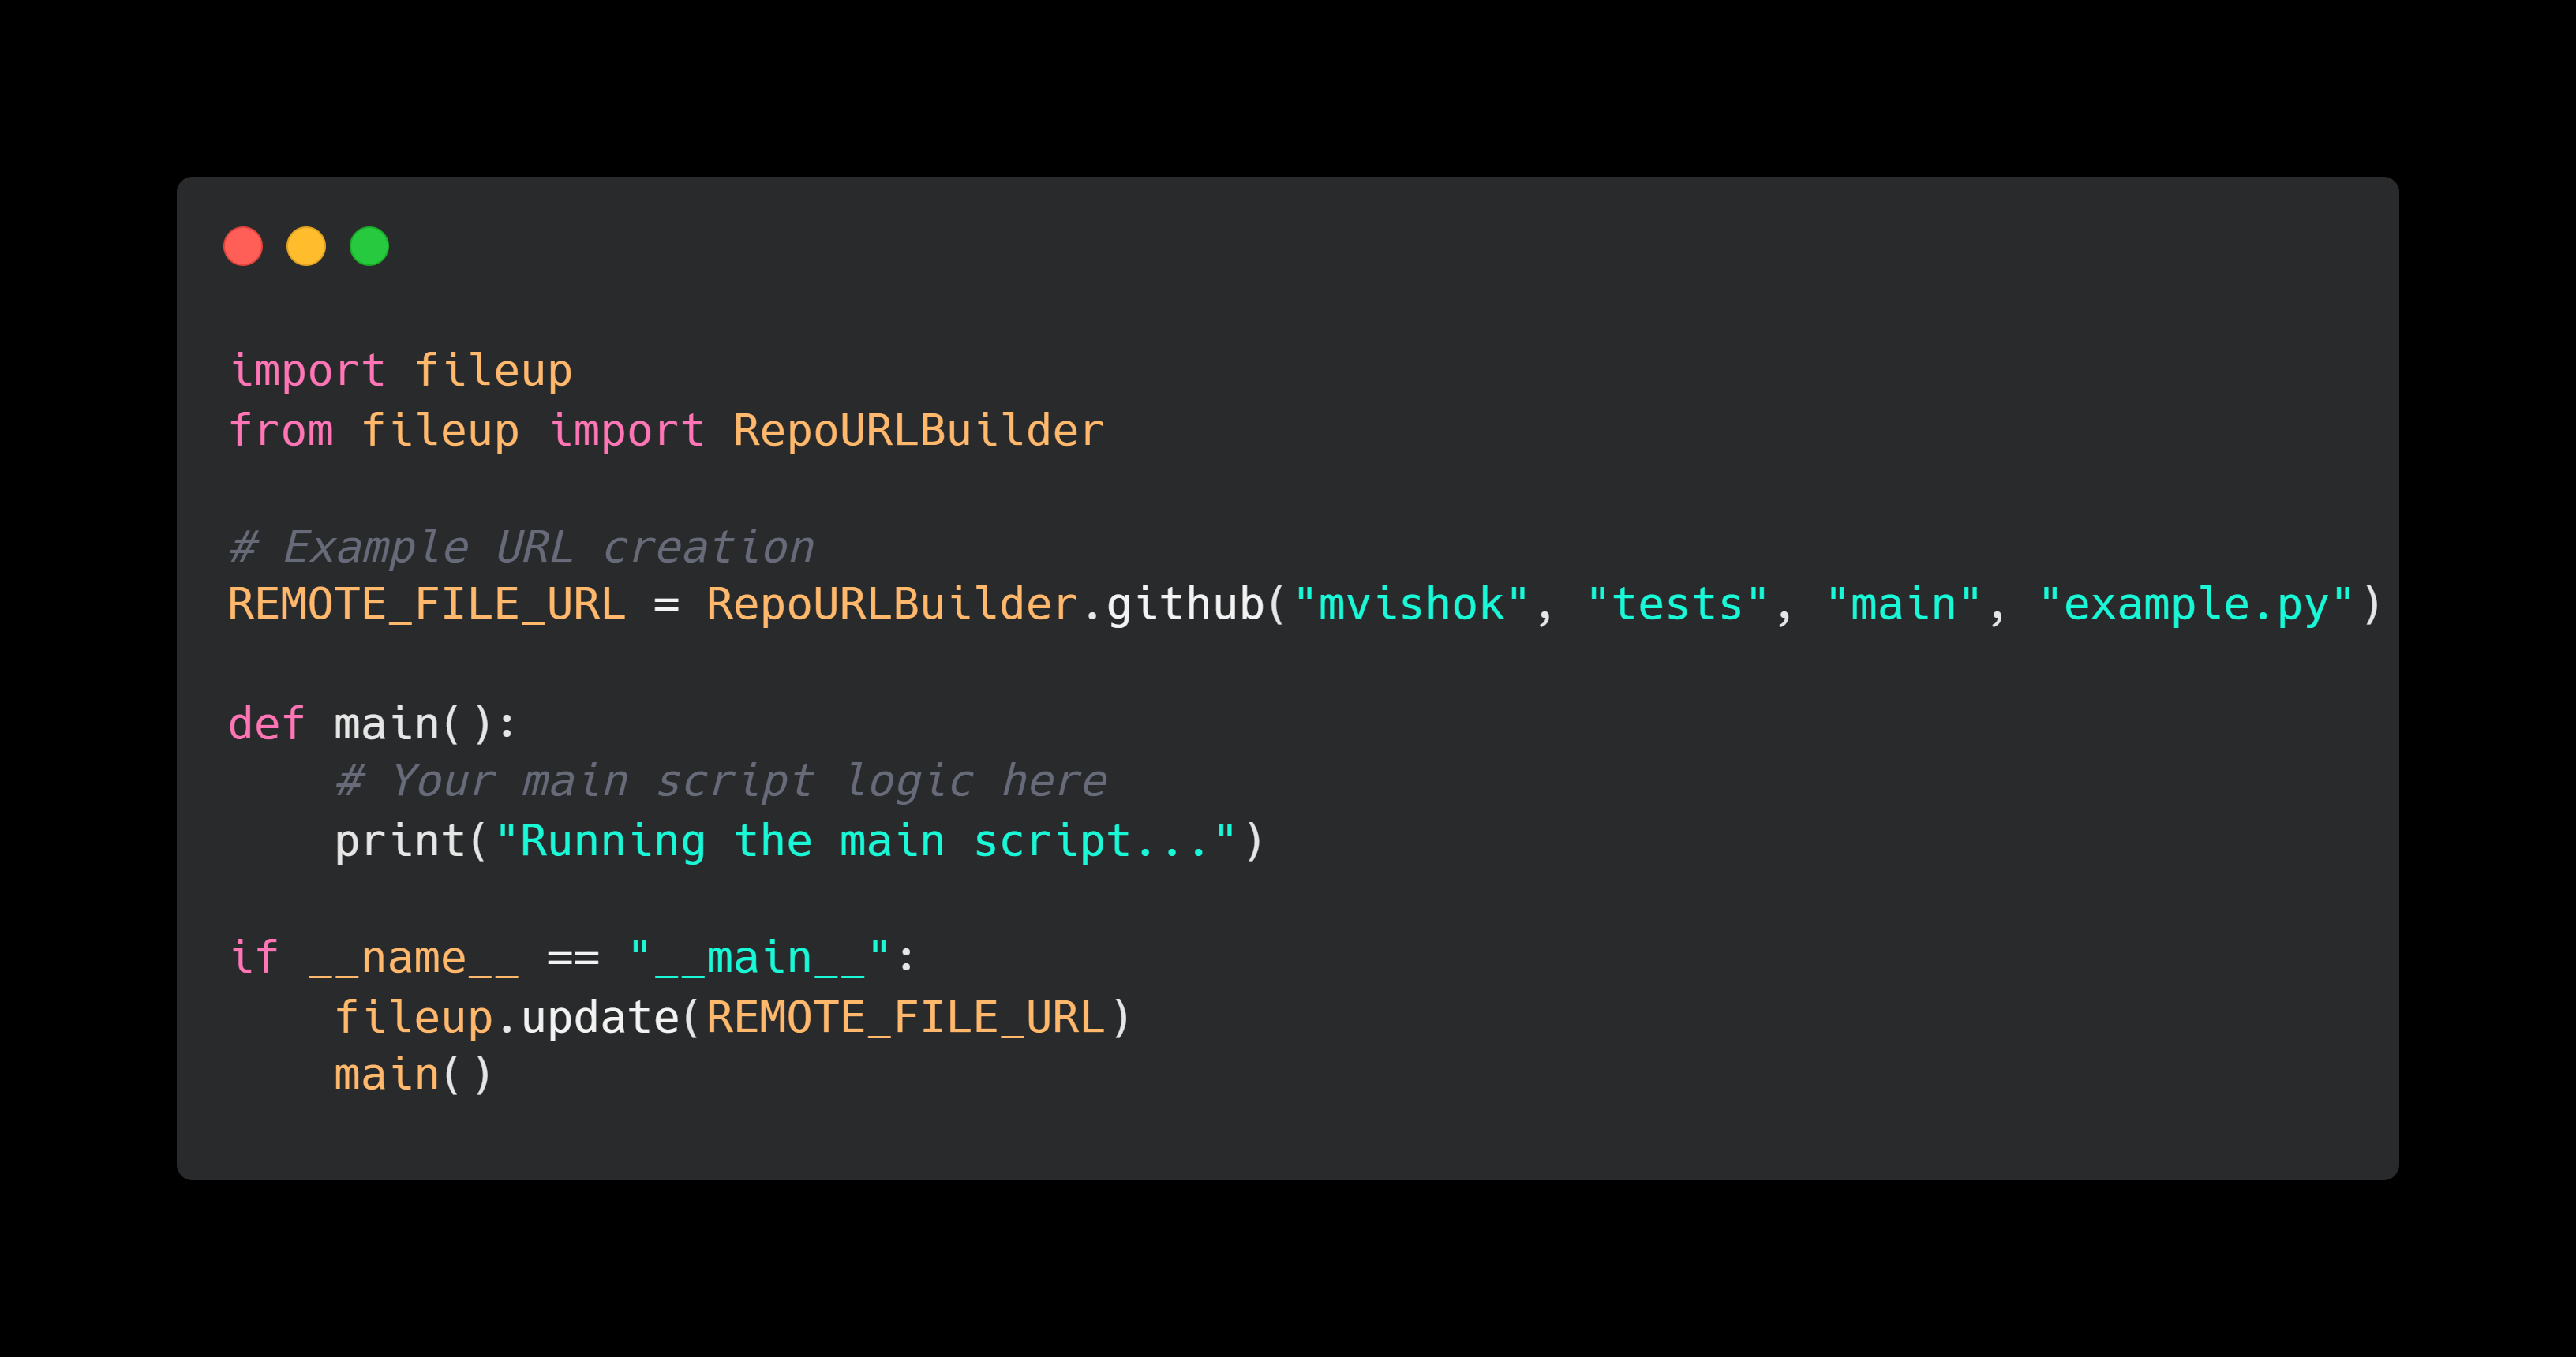 import fileup
from fileup import RepoURLBuilder
# Example URL creation
REMOTE_FILE_URL = RepoURLBuilder.github("mvishok", "tests", "main", "example.py")
def main():
    # Your main script logic here
    print("Running the main script...")
if __name__ == "__main__":
    fileup.update(REMOTE_FILE_URL)
    main()